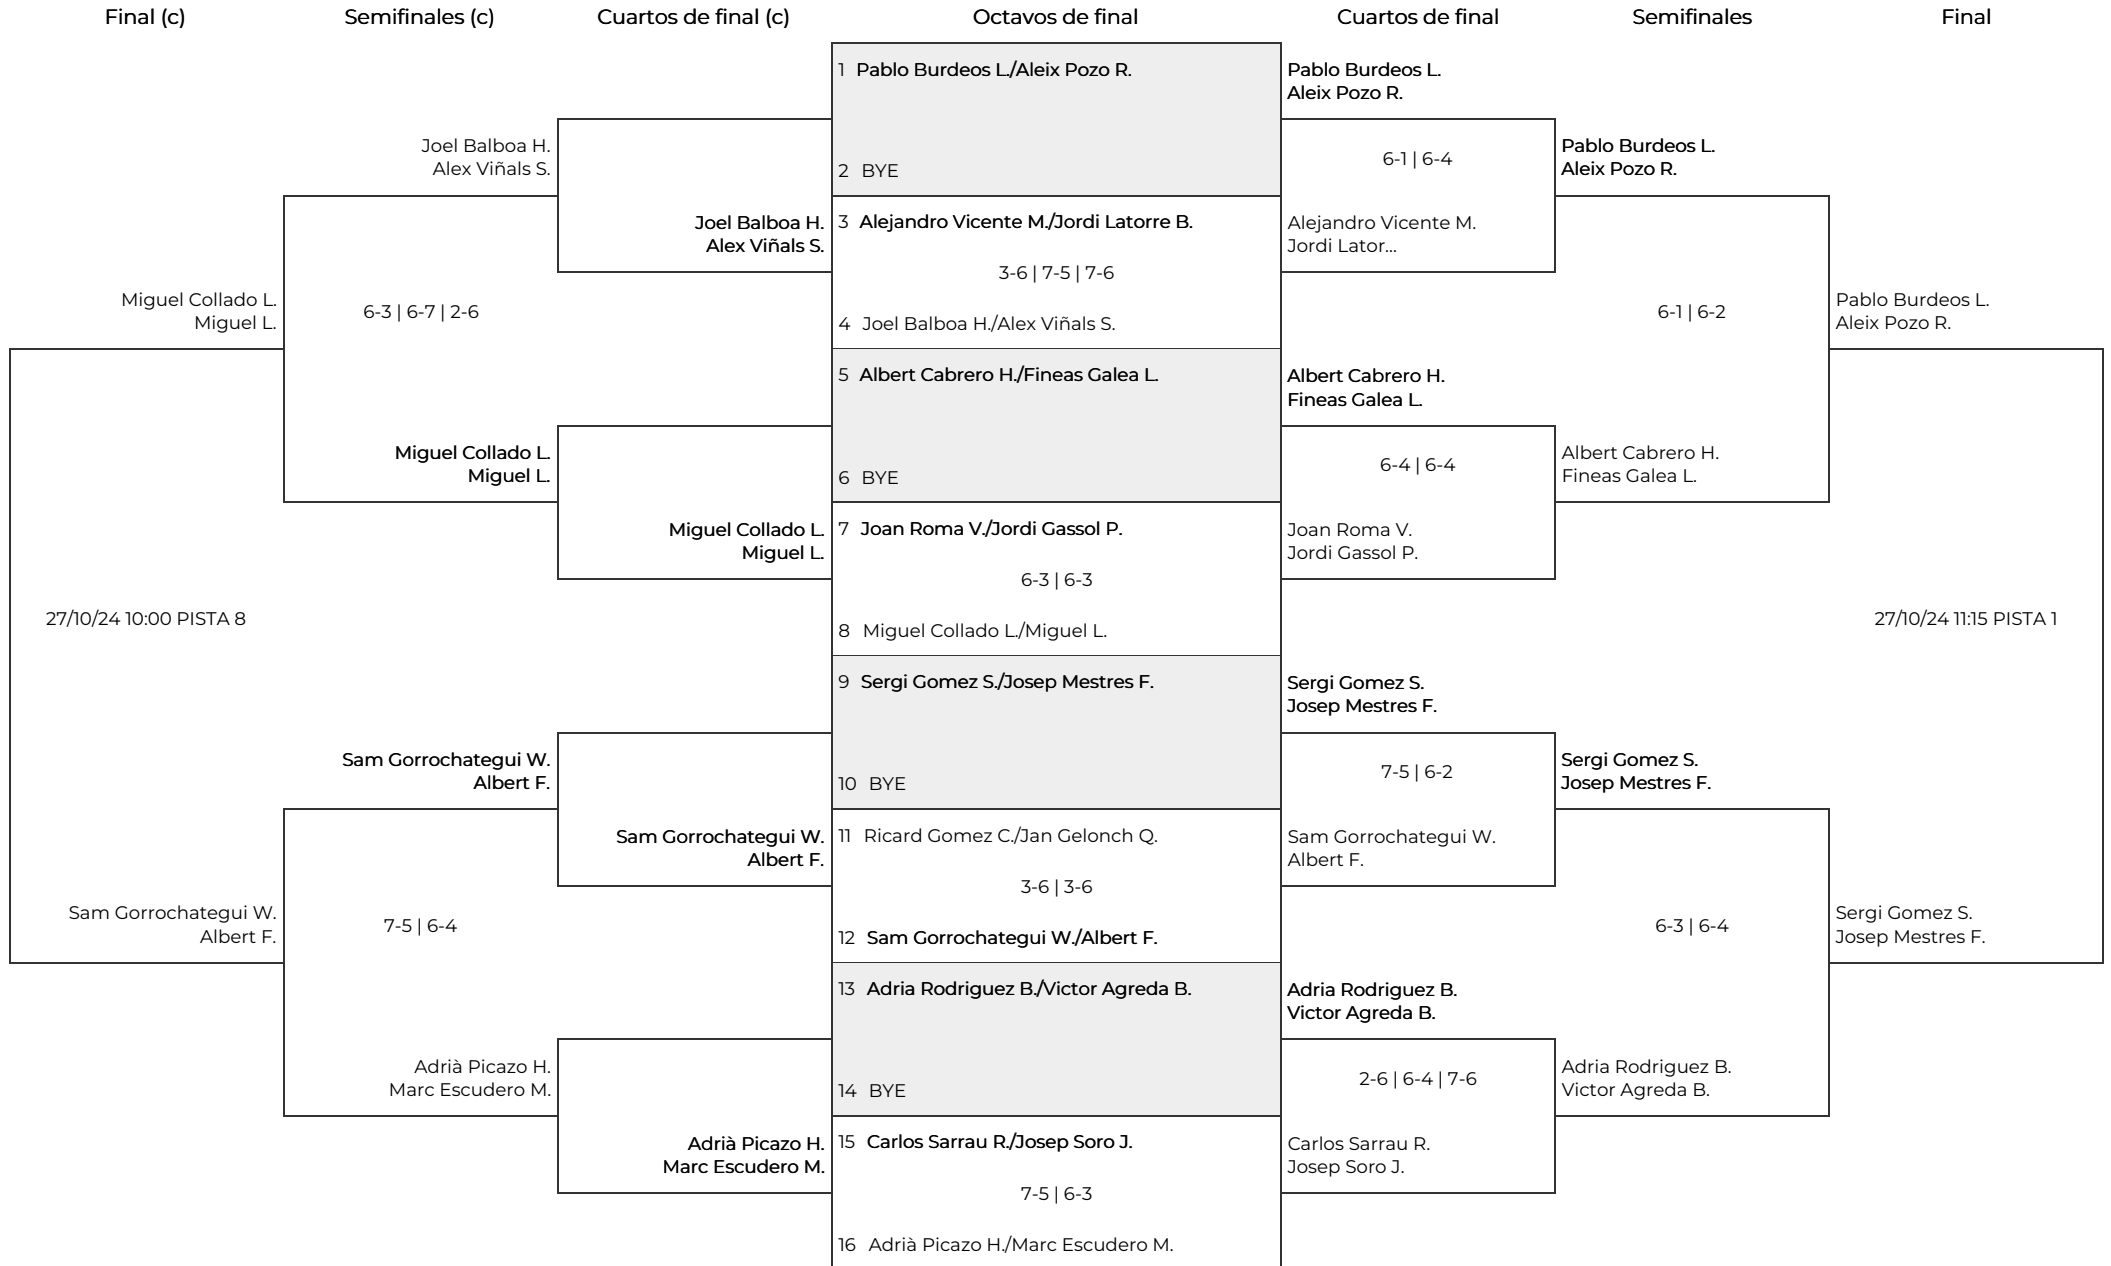 Final (c)
Semifinales (c)
Cuartos de final (c)
Octavos de final
Cuartos de final
Semifinales
Final
Miguel Collado L.
Miguel L.
27/10/24 10:00 PISTA 8
Sam Gorrochategui W.
Albert F.
Joel Balboa H.
Alex Viñals S.
6-3 | 6-7 | 2-6
Miguel Collado L.
Miguel L.
Sam Gorrochategui W.
Albert F.
7-5 | 6-4
Adrià Picazo H.
Marc Escudero M.
Joel Balboa H.
Alex Viñals S.
Miguel Collado L.
Miguel L.
Sam Gorrochategui W.
Albert F.
Adrià Picazo H.
Marc Escudero M.
1 Pablo Burdeos L./Aleix Pozo R.
2 BYE
3 Alejandro Vicente M./Jordi Latorre B.
3-6 | 7-5 | 7-6
4 Joel Balboa H./Alex Viñals S.
5 Albert Cabrero H./Fineas Galea L.
6 BYE
7 Joan Roma V./Jordi Gassol P.
6-3 | 6-3
8 Miguel Collado L./Miguel L.
9 Sergi Gomez S./Josep Mestres F.
10 BYE
11 Ricard Gomez C./Jan Gelonch Q.
3-6 | 3-6
12 Sam Gorrochategui W./Albert F.
13 Adria Rodriguez B./Victor Agreda B.
14 BYE
15 Carlos Sarrau R./Josep Soro J.
7-5 | 6-3
16 Adrià Picazo H./Marc Escudero M.
Pablo Burdeos L.
Aleix Pozo R.
6-1 | 6-4
Alejandro Vicente M.
Jordi Lator...
Albert Cabrero H.
Fineas Galea L.
6-4 | 6-4
Joan Roma V.
Jordi Gassol P.
Sergi Gomez S.
Josep Mestres F.
7-5 | 6-2
Sam Gorrochategui W.
Albert F.
Adria Rodriguez B.
Victor Agreda B.
2-6 | 6-4 | 7-6
Carlos Sarrau R.
Josep Soro J.
Pablo Burdeos L.
Aleix Pozo R.
6-1 | 6-2
Albert Cabrero H.
Fineas Galea L.
Sergi Gomez S.
Josep Mestres F.
6-3 | 6-4
Adria Rodriguez B.
Victor Agreda B.
Pablo Burdeos L.
Aleix Pozo R.
27/10/24 11:15 PISTA 1
Sergi Gomez S.
Josep Mestres F.